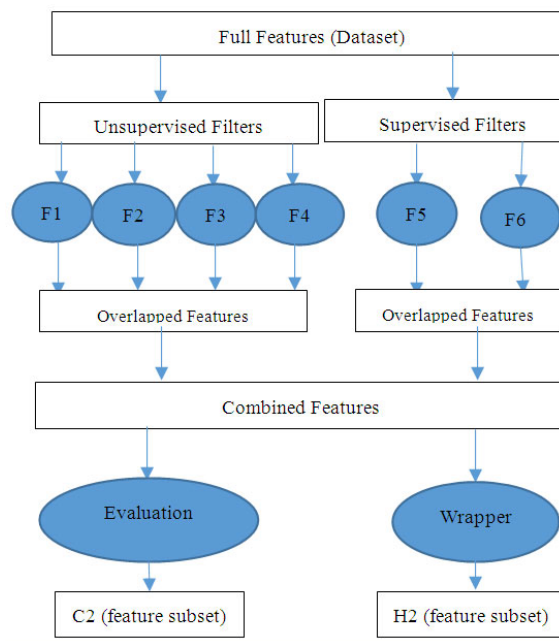 Full Features (Dataset)
Unsupervised Filters
Supervised Filters
F1
F2
F3
F4
F5
F6
Overlapped Features
Overlapped Features
Combined Features
Evaluation
Wrapper
C2 (feature subset)
H2 (feature subset)